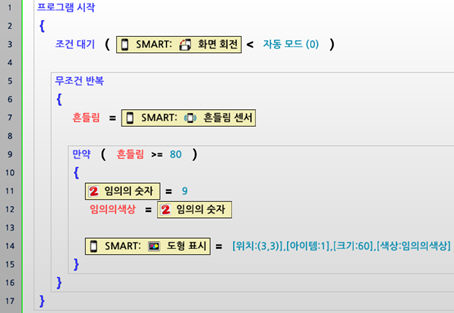 1 프로그램 시작
2 {
3 조건 대기 ( SMART: 화면 회전 < 자동 모드 (0) )
4
5 무조건 반복
6 {
7 흔들림 = SMART: 흔들림 센서
8
9 만약 ( 흔들림 >= 80 )
10 {
11 2 임의의 숫자 = 9
12 임의의색상 = 2 임의의 숫자
13
14 SMART: 도형 표시 = [위치:(3,3)],[아이템:1],[크기:60],[색상:임의의색상]
15 }
16 }
17 }